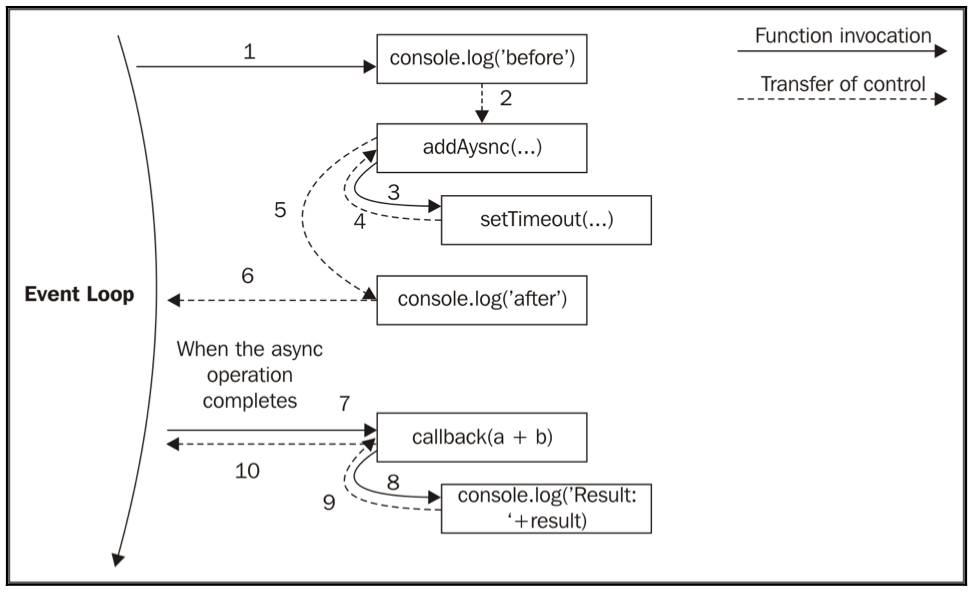 Function invocation
1
console.log('before')
Transfer of control
2
addAysnc(...)
3
5
4
setTimeout(...)
6
Event Loop
console.log('after')
When the async
operation
completes
7
callback(a + b)
10
8
9
console.log('Result:
‘+result)